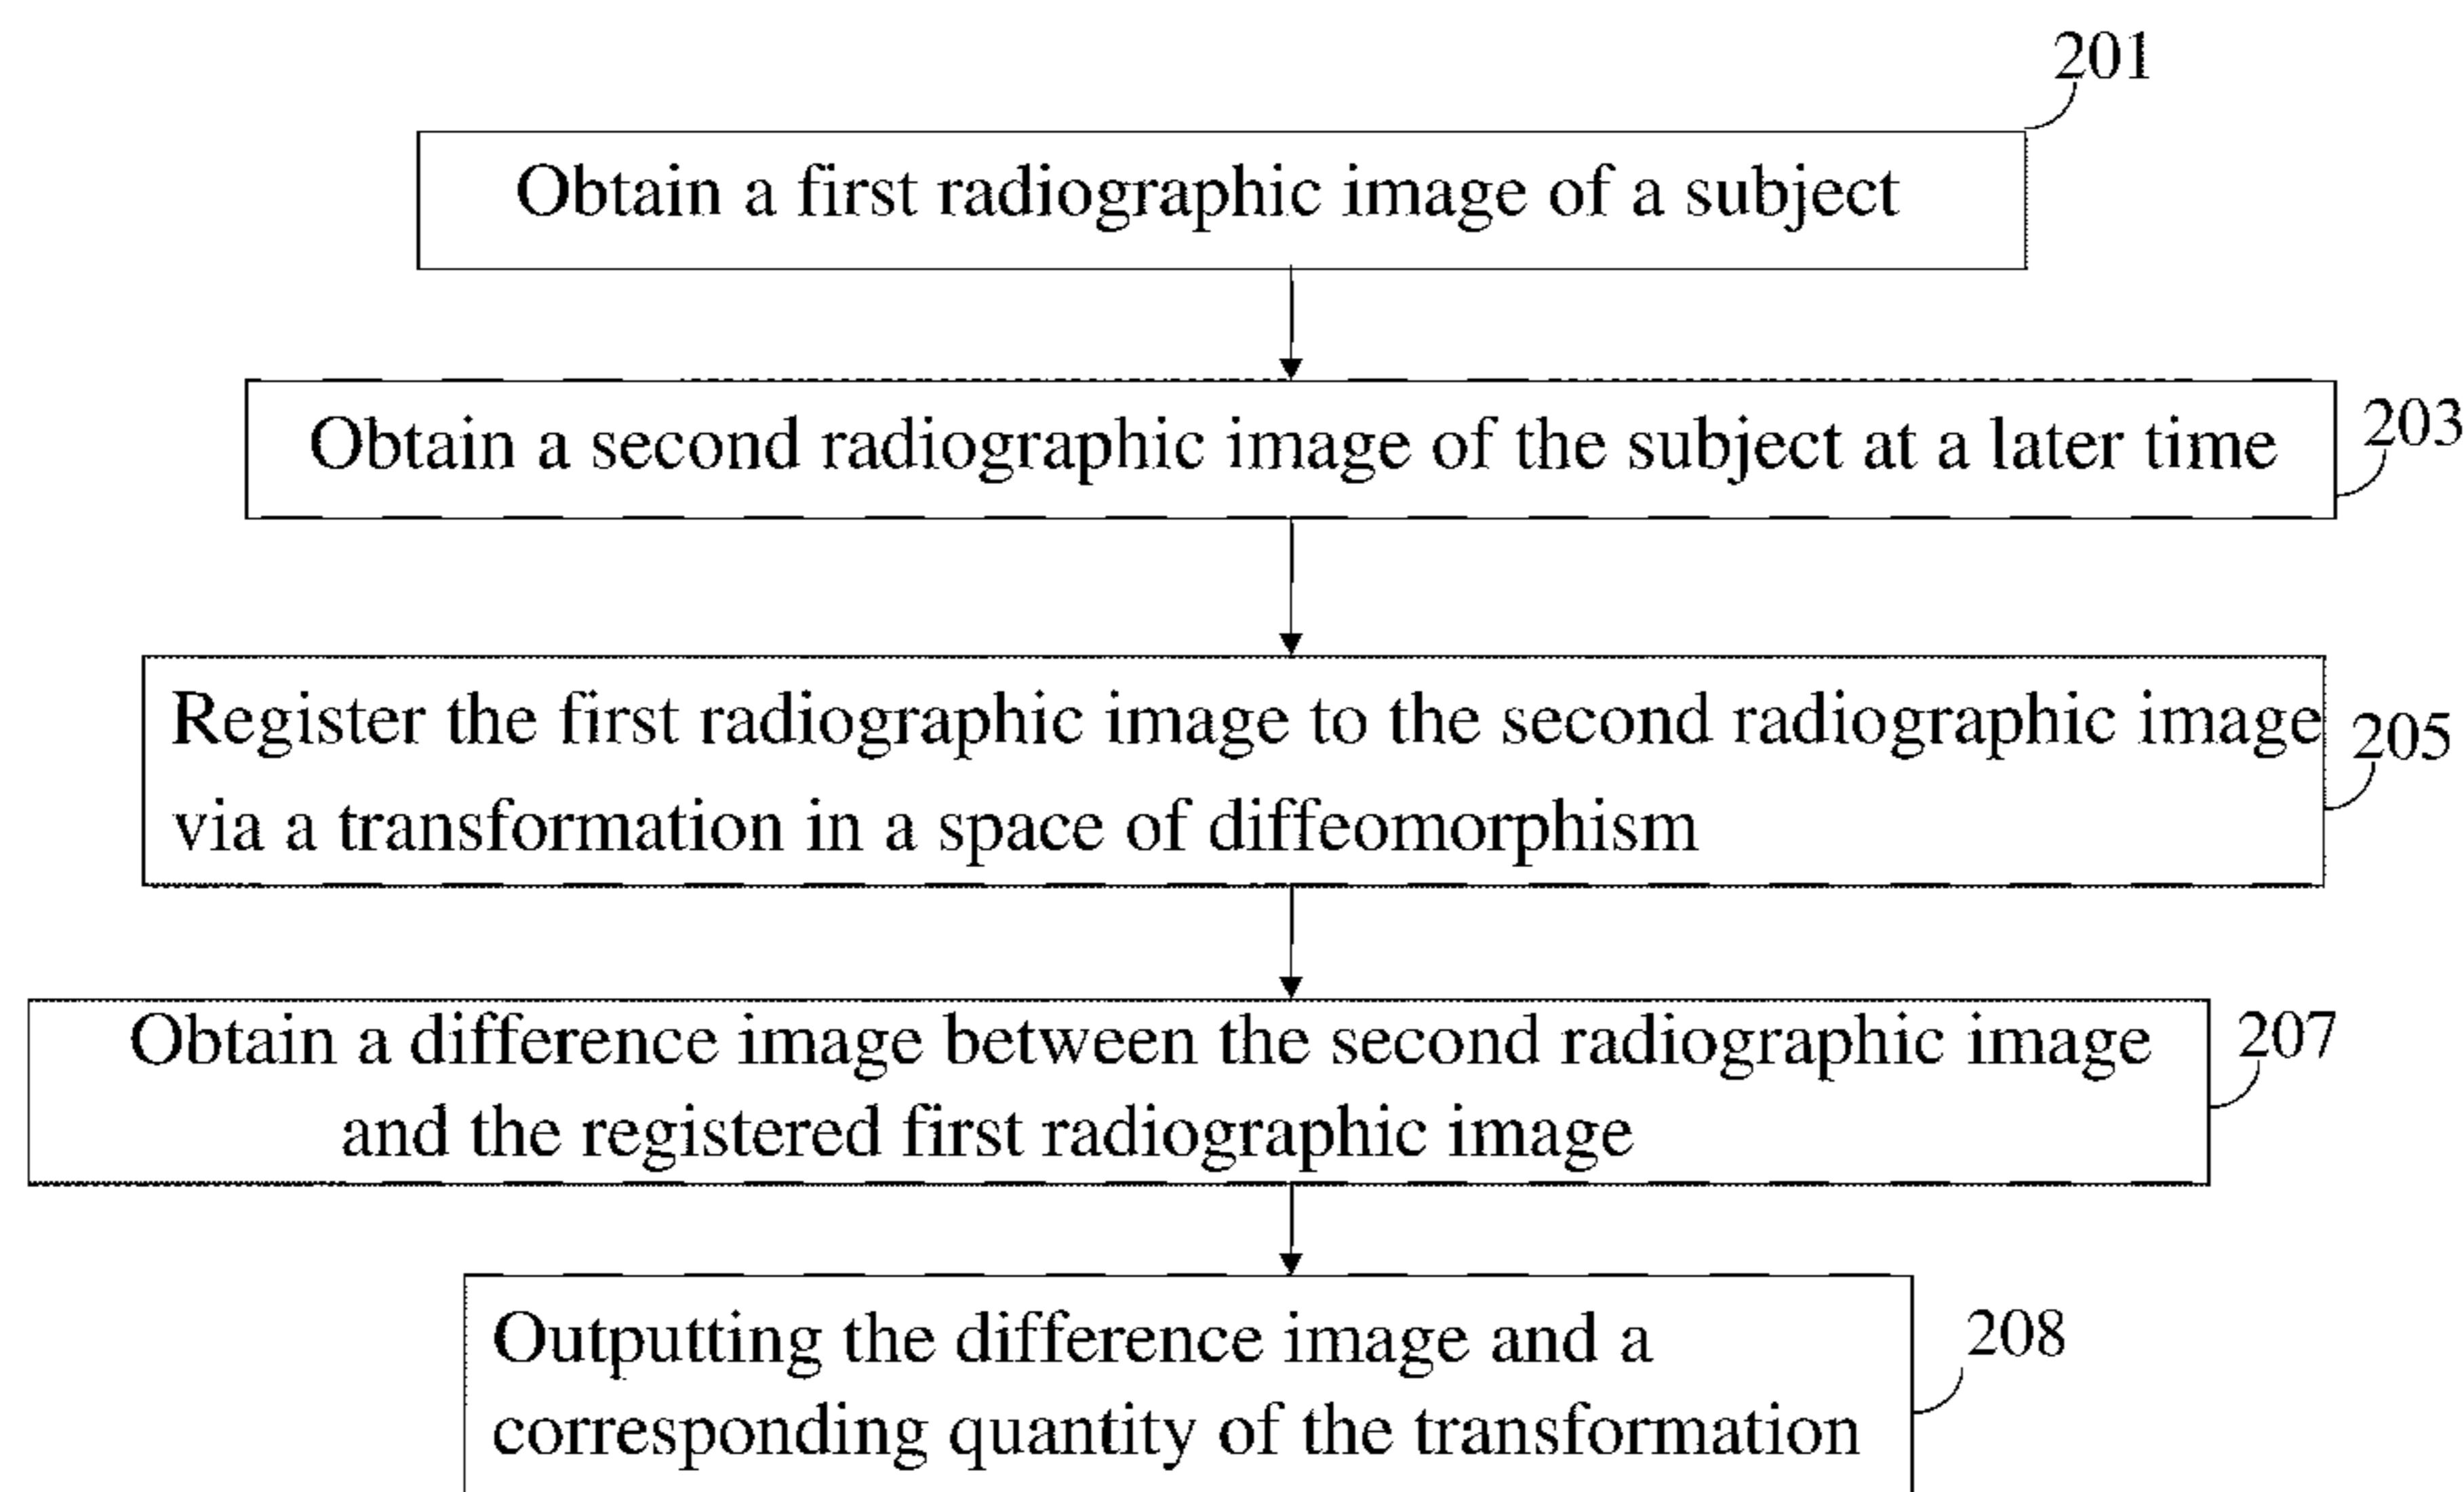 201
Obtain a first radiographic image of a subject
Obtain a second radiographic image of the subject at a later time
203
Register the first radiographic image to the second radiographic image
via a transformation in a space of diffeomorphism
205
Obtain a difference image between the second radiographic image
and the registered first radiographic image
207
Outputting the difference image and a
corresponding quantity of the transformation
208